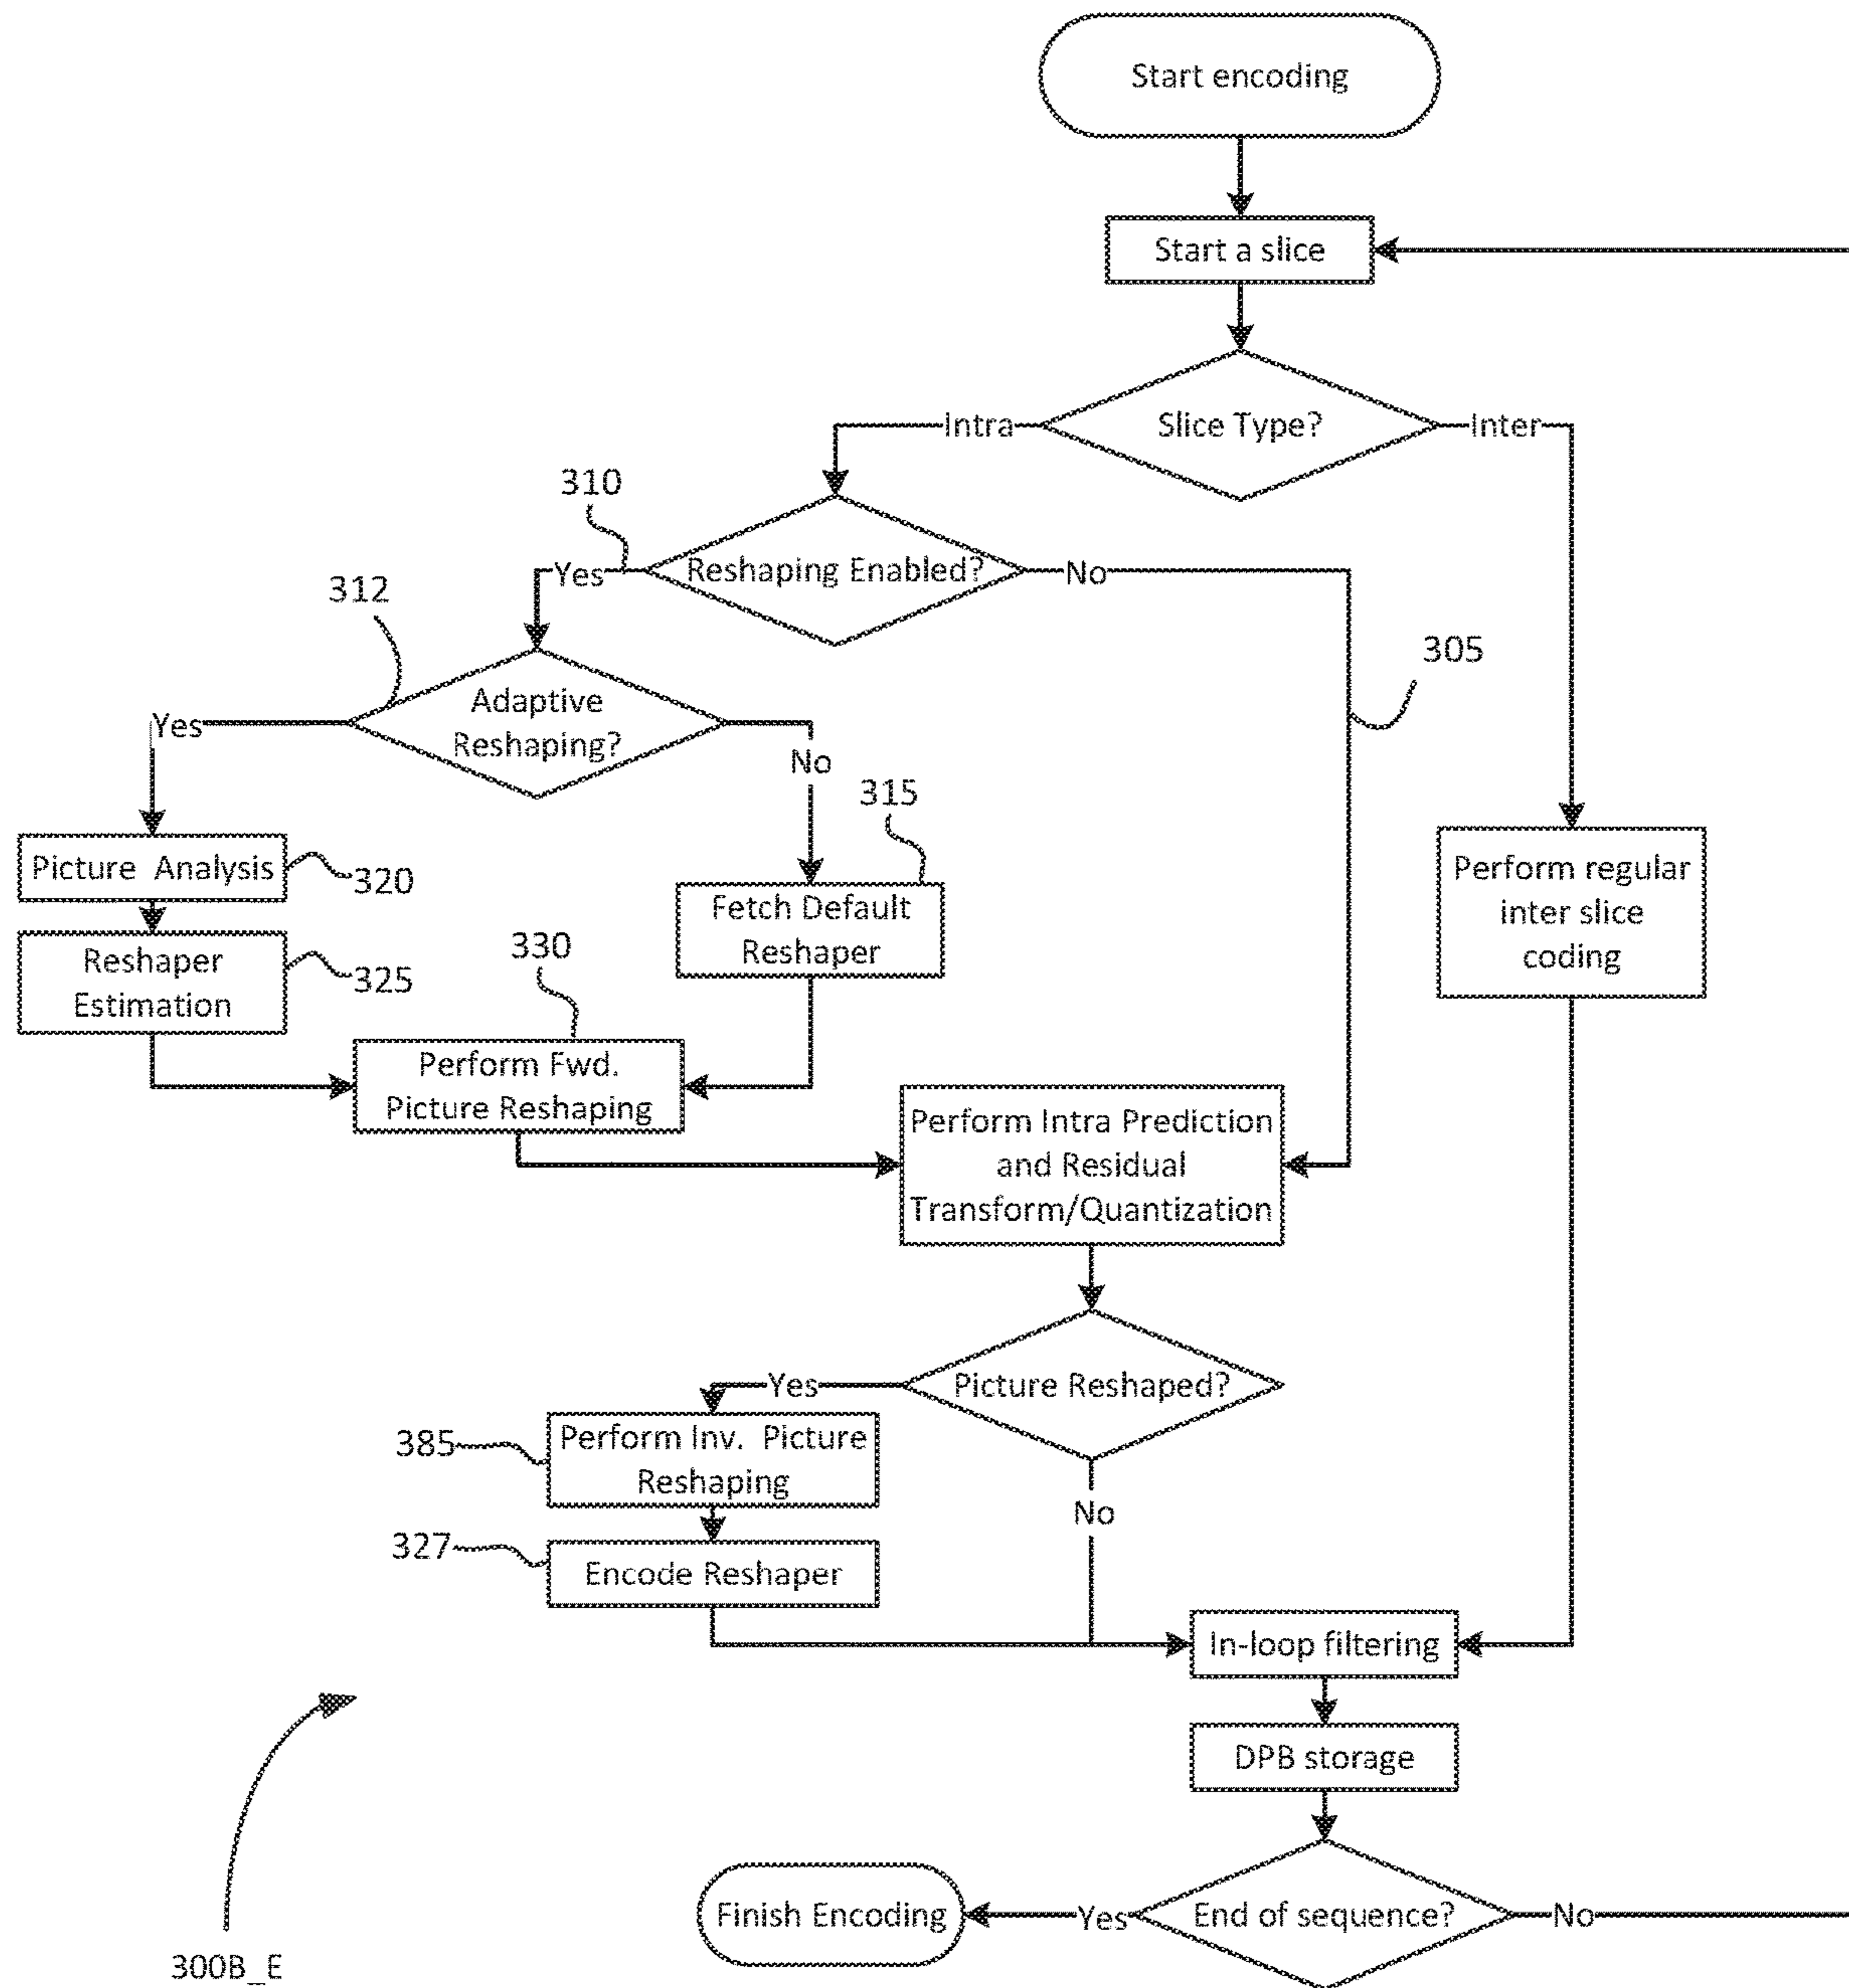 Start encoding
Start a slice
Slice Type?
Intra
Inter
310
Reshaping Enabled?
Yes
No
312
305
Adaptive
Reshaping?
Yes
No
315
Picture Analysis
320
Fetch Default
Reshaper
Perform regular
inter slice
coding
Reshaper
Estimation
325
330
Perform Fwd.
Picture Reshaping
Perform Intra Prediction
and Residual
Transform/Quantization
Picture Reshaped?
Yes
No
385
Perform Inv. Picture
Reshaping
327
Encode Reshaper
In-loop filtering
DPB storage
End of sequence?
Yes
No
Finish Encoding
300B_E